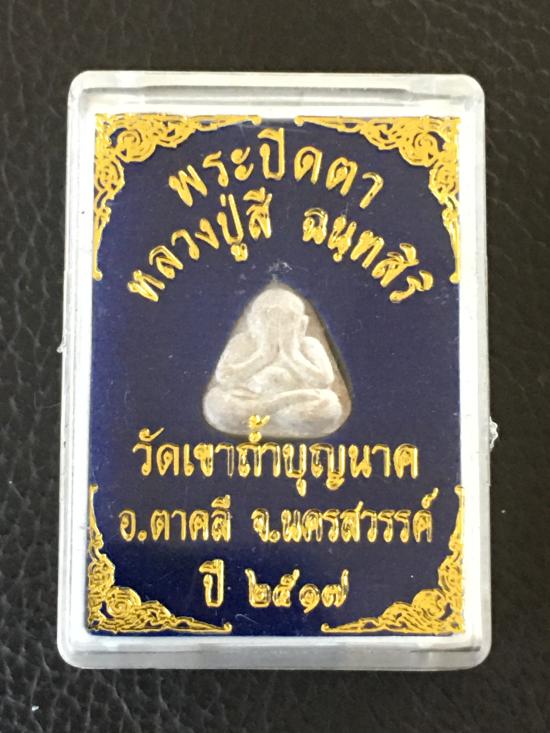 พระปิดตา
หลวงปู่สี ฉนฺทสิริ
วัดเขาถ้ำบุญนาค
อ.ตาคลี จ.นครสวรรค์
ปี ๒๕๑๗